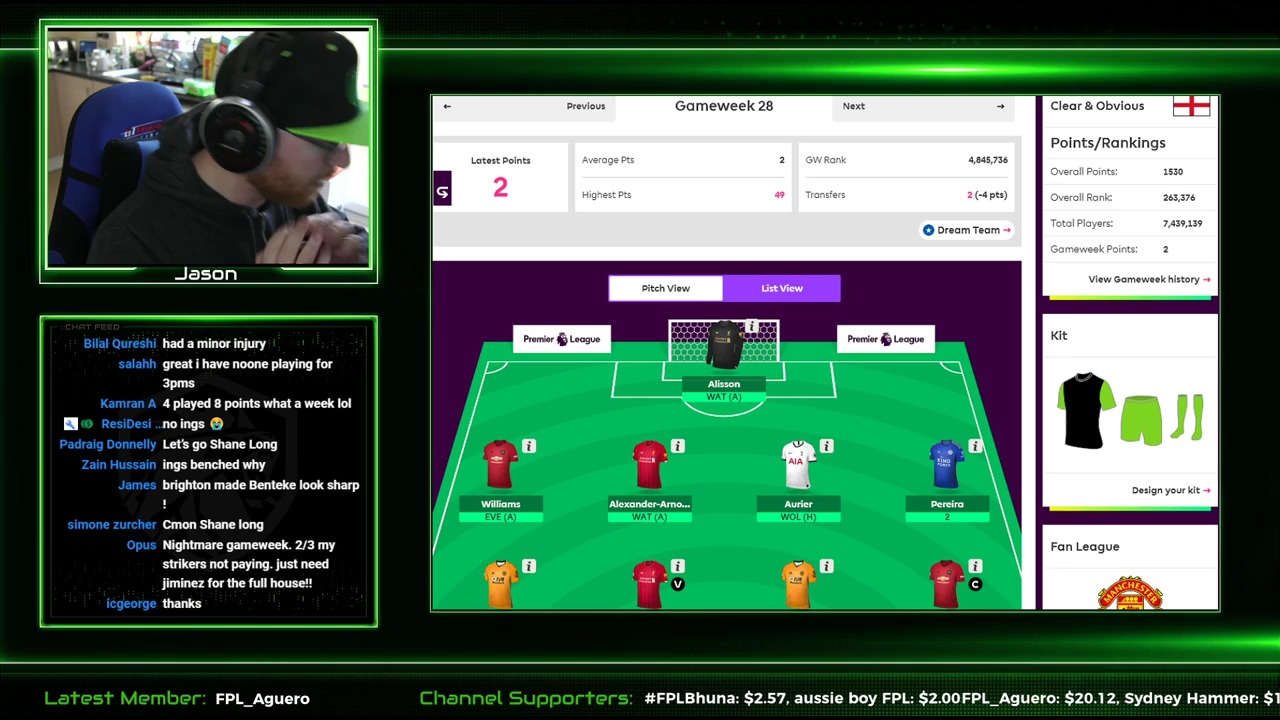 Jason
CHAT FEED
Bilal Qureshi had a minor injury
salahh great i have noone playing for
3pms
Kamran A 4 played 8 points what a week lol
ResiDesi ... no ings 😭
Padraig Donnelly Let's go Shane Long
Zain Hussain ings benched why
James brighton made Benteke look sharp
!
simone zurcher Cmon Shane long
Opus Nightmare gameweek. 2/3 my
strikers not paying. just need
jiminez for the full house!!
icgeorge thanks
← Previous
Gameweek 28
Next →
Latest Points
2
Average Pts 2
Highest Pts 49
GW Rank 4,845,736
Transfers 2 (-4 pts)
Dream Team →
Pitch View
List View
Premier League
Premier League
Alisson
WAT (A)
AIA
KING POWER
Williams
EVE (A)
Alexander-Arno...
WAT (A)
Aurier
WOL (H)
Pereira
2
V
C
Clear & Obvious
Points/Rankings
Overall Points: 1530
Overall Rank: 263,376
Total Players: 7,439,139
Gameweek Points: 2
View Gameweek history →
Kit
Design your kit →
Fan League
MANCHESTER
Latest Member: FPL_Aguero
Channel Supporters: #FPLBhuna: $2.57, aussie boy FPL: $2.00FPL_Aguero: $20.12, Sydney Hammer: $1